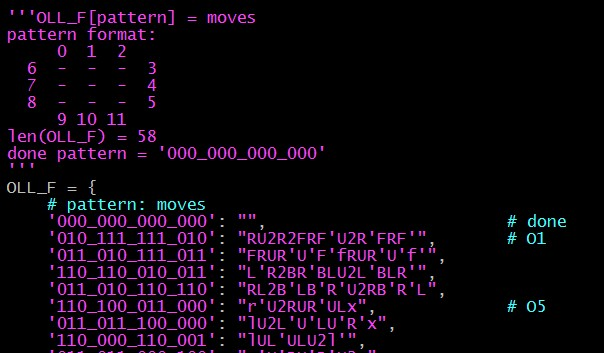 '''OLL_F[pattern] = moves
pattern format:
0 1 2
6 - - - 3
7 - - - 4
8 - - - 5
9 10 11
len(OLL_F) = 58
done pattern = '000_000_000_000'
'''
OLL_F = {
# pattern: moves
'000_000_000_000': "", # done
'010_111_111_010': "RU2R2FRF'U2R'FRF'", # O1
'011_010_111_011': "FRUR'U'F'fRUR'U'f'",
'110_110_010_011': "L'R2BR'BLU2L'BLR'",
'011_010_110_110': "RL2B'LB'R'U2RB'R'L",
'110_100_011_000': "r'U2RUR'ULx", # O5
'011_011_100_000': "lU2L'U'LU'R'x",
'110_000_110_001': "lUL'ULU2l'",